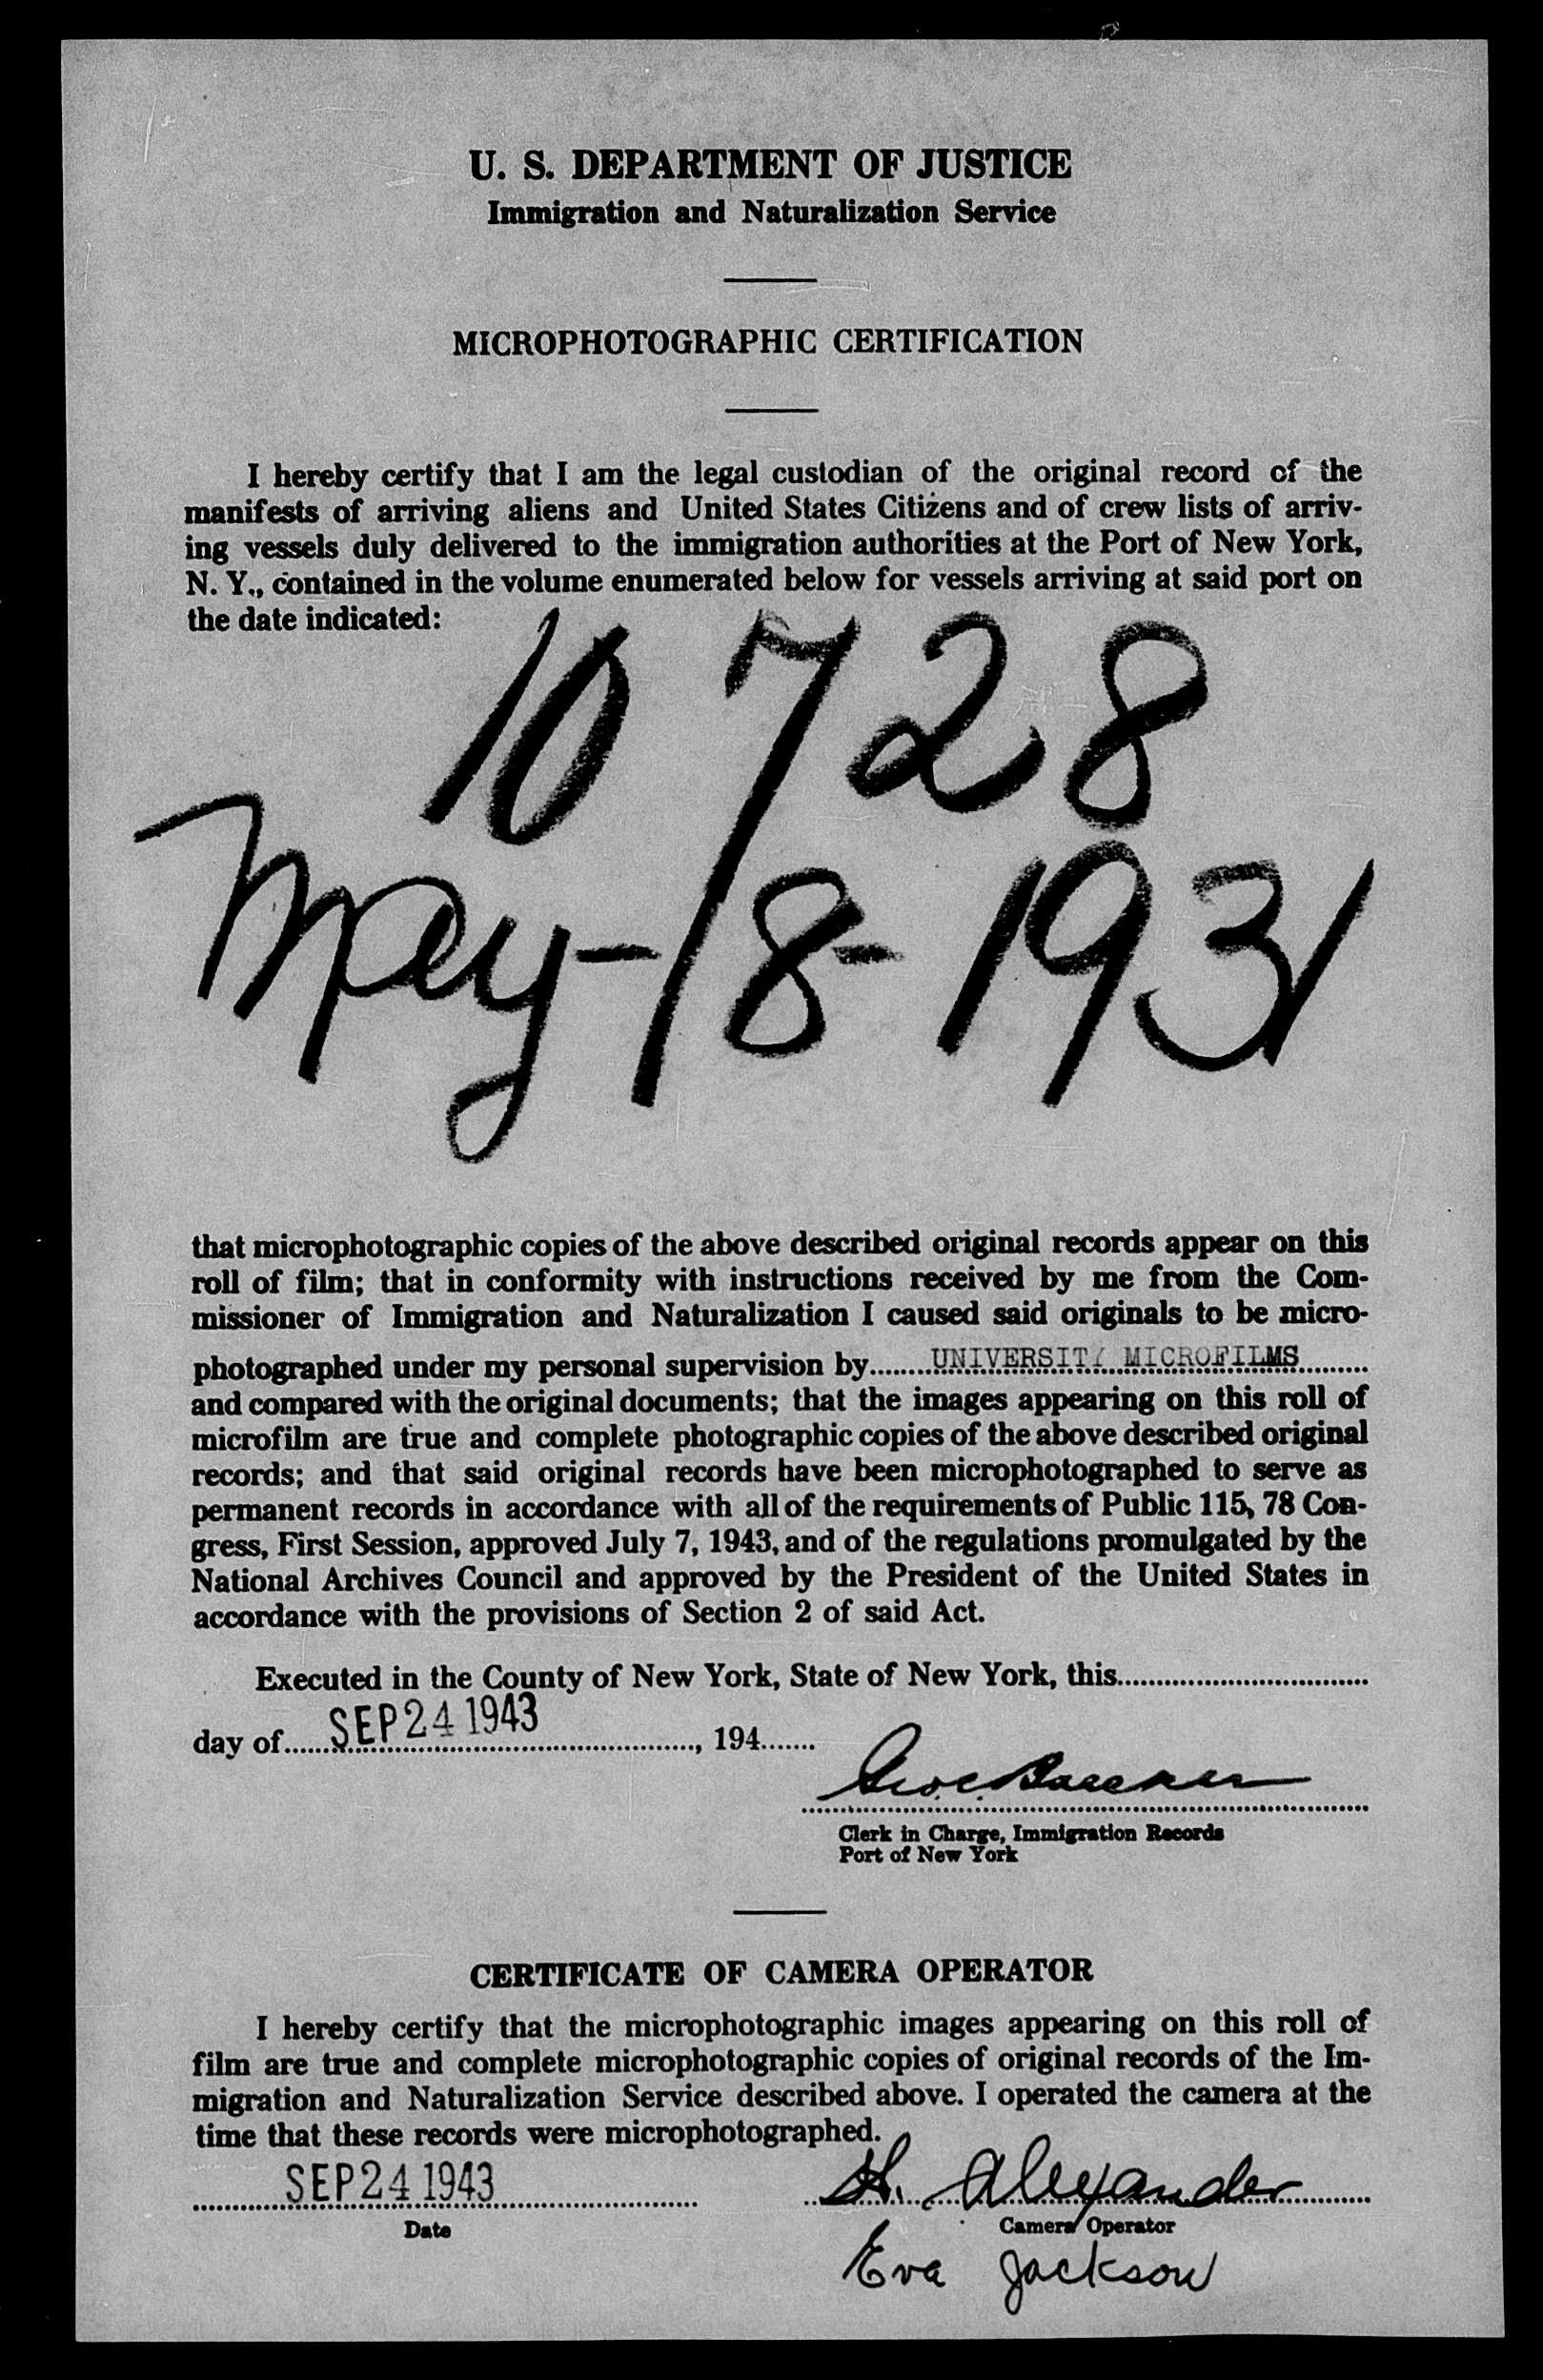 U. S. DEPARTMENT OF JUSTICE
Immigration and Naturalization Service
MICROPHOTOGRAPHIC CERTIFICATION
I hereby certify that I am the legal custodian of the original record of the
manifests of arriving aliens and United States Citizens and of crew lists of arriv-
ing vessels duly delivered to the immigration authorities at the Port of New York,
N. Y., contained in the volume enumerated below for vessels arriving at said port on
the date indicated:
10728
May-18-1931
that microphotographic copies of the above described original records appear on this
roll of film; that in conformity with instructions received by me from the Com-
missioner of Immigration and Naturalization I caused said originals to be micro-
photographed under my personal supervision by UNIVERSITY MICROFILMS
and compared with the original documents; that the images appearing on this roll of
microfilm are true and complete photographic copies of the above described original
records; and that said original records have been microphotographed to serve as
permanent records in accordance with all of the requirements of Public 115, 78 Con-
gress, First Session, approved July 7, 1943, and of the regulations promulgated by the
National Archives Council and approved by the President of the United States in
accordance with the provisions of Section 2 of said Act.
Executed in the County of New York, State of New York, this
day of SEP 24 1943, 194
Clerk in Charge, Immigration Records
Port of New York
CERTIFICATE OF CAMERA OPERATOR
I hereby certify that the microphotographic images appearing on this roll of
film are true and complete microphotographic copies of original records of the Im-
migration and Naturalization Service described above. I operated the camera at the
time that these records were microphotographed.
SEP 24 1943 H. Alexander
Date Camera Operator
Eva Jackson